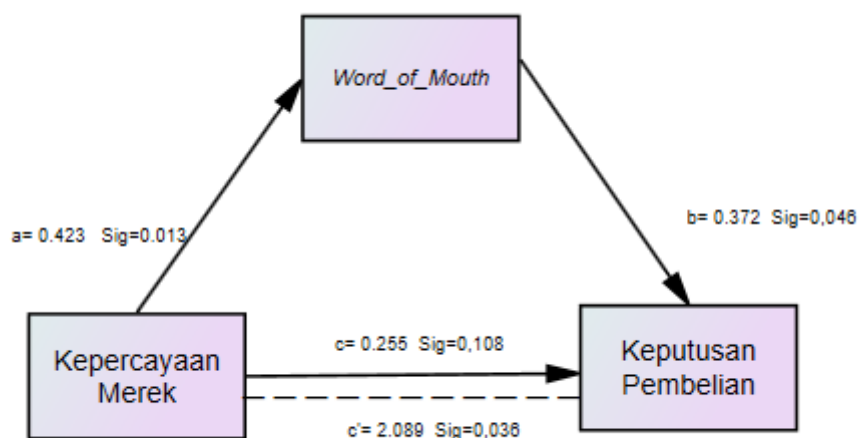 Word_of_Mouth
a= 0.423 Sig=0.013
b= 0.372 Sig=0,046
Kepercayaan
Merek
c= 0.255 Sig=0,108
Keputusan
Pembelian
c'= 2.089 Sig=0,036